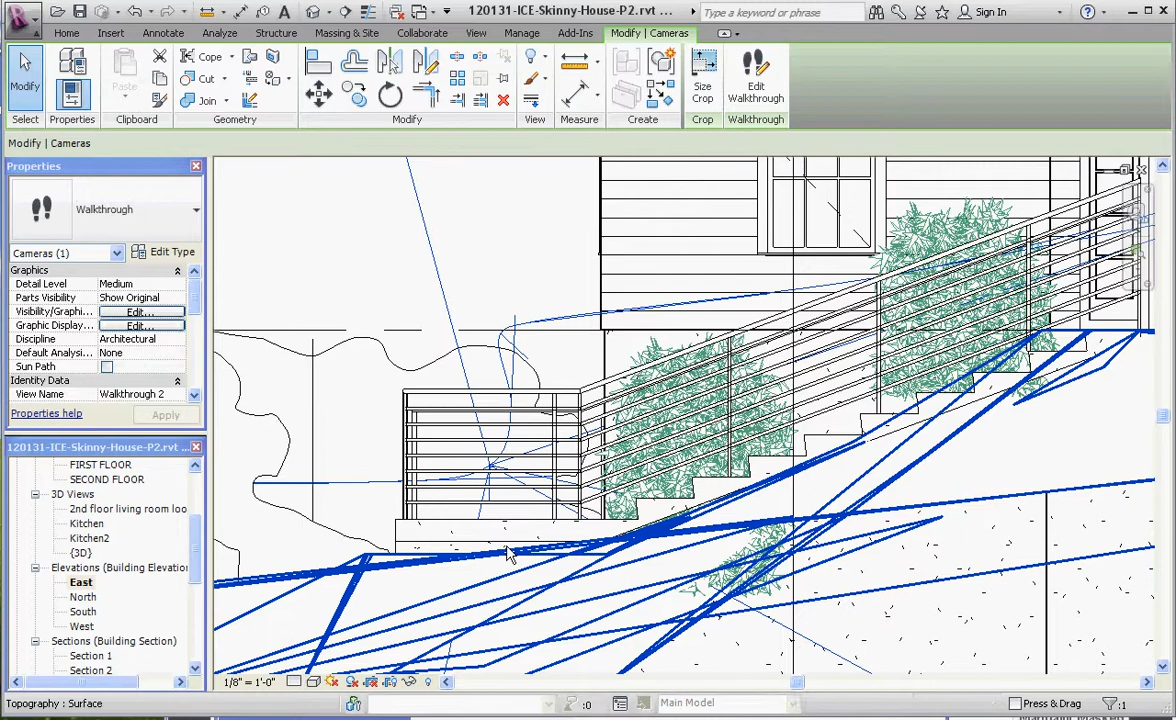 120131-ICE-Skinny-House-P2.rvt ...
Type a keyword or phrase
Sign In
Home Insert Annotate Analyze Structure Massing & Site Collaborate View Manage Add-Ins Modify | Cameras
Modify
Paste
Cope
Cut
Join
Size Crop
Edit Walkthrough
Select Properties Clipboard Geometry Modify View Measure Create Crop Walkthrough
Modify | Cameras
Properties
Walkthrough
Cameras (1)
Edit Type
Graphics
Detail Level Medium
Parts Visibility Show Original
Visibility/Graphi... Edit...
Graphic Display... Edit...
Discipline Architectural
Default Analysi... None
Sun Path
Identity Data
View Name Walkthrough 2
Properties help Apply
120131-ICE-Skinny-House-P2.rvt ...
FIRST FLOOR
SECOND FLOOR
3D Views
2nd floor living room loo
Kitchen
Kitchen2
{3D}
Elevations (Building Elevation
East
North
South
West
Sections (Building Section)
Section 1
Section 2
1/8" = 1'-0"
Topography : Surface
:0
Main Model
Press & Drag
:1